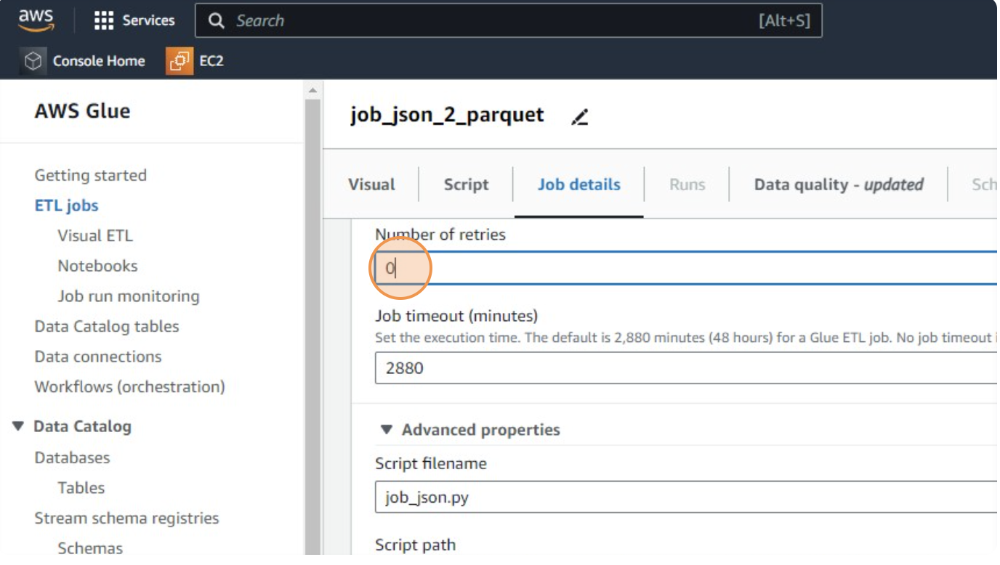 aws
Services
Search
[Alt+S]
Console Home
EC2
AWS Glue
Getting started
ETL jobs
Visual ETL
Notebooks
Job run monitoring
Data Catalog tables
Data connections
Workflows (orchestration)
Data Catalog
Databases
Tables
Stream schema registries
Schemas
job_json_2_parquet
Visual
Script
Job details
Runs
Data quality - updated
Number of retries
0
Job timeout (minutes)
Set the execution time. The default is 2,880 minutes (48 hours) for a Glue ETL job. No job timeout
2880
Advanced properties
Script filename
job_json.py
Script path